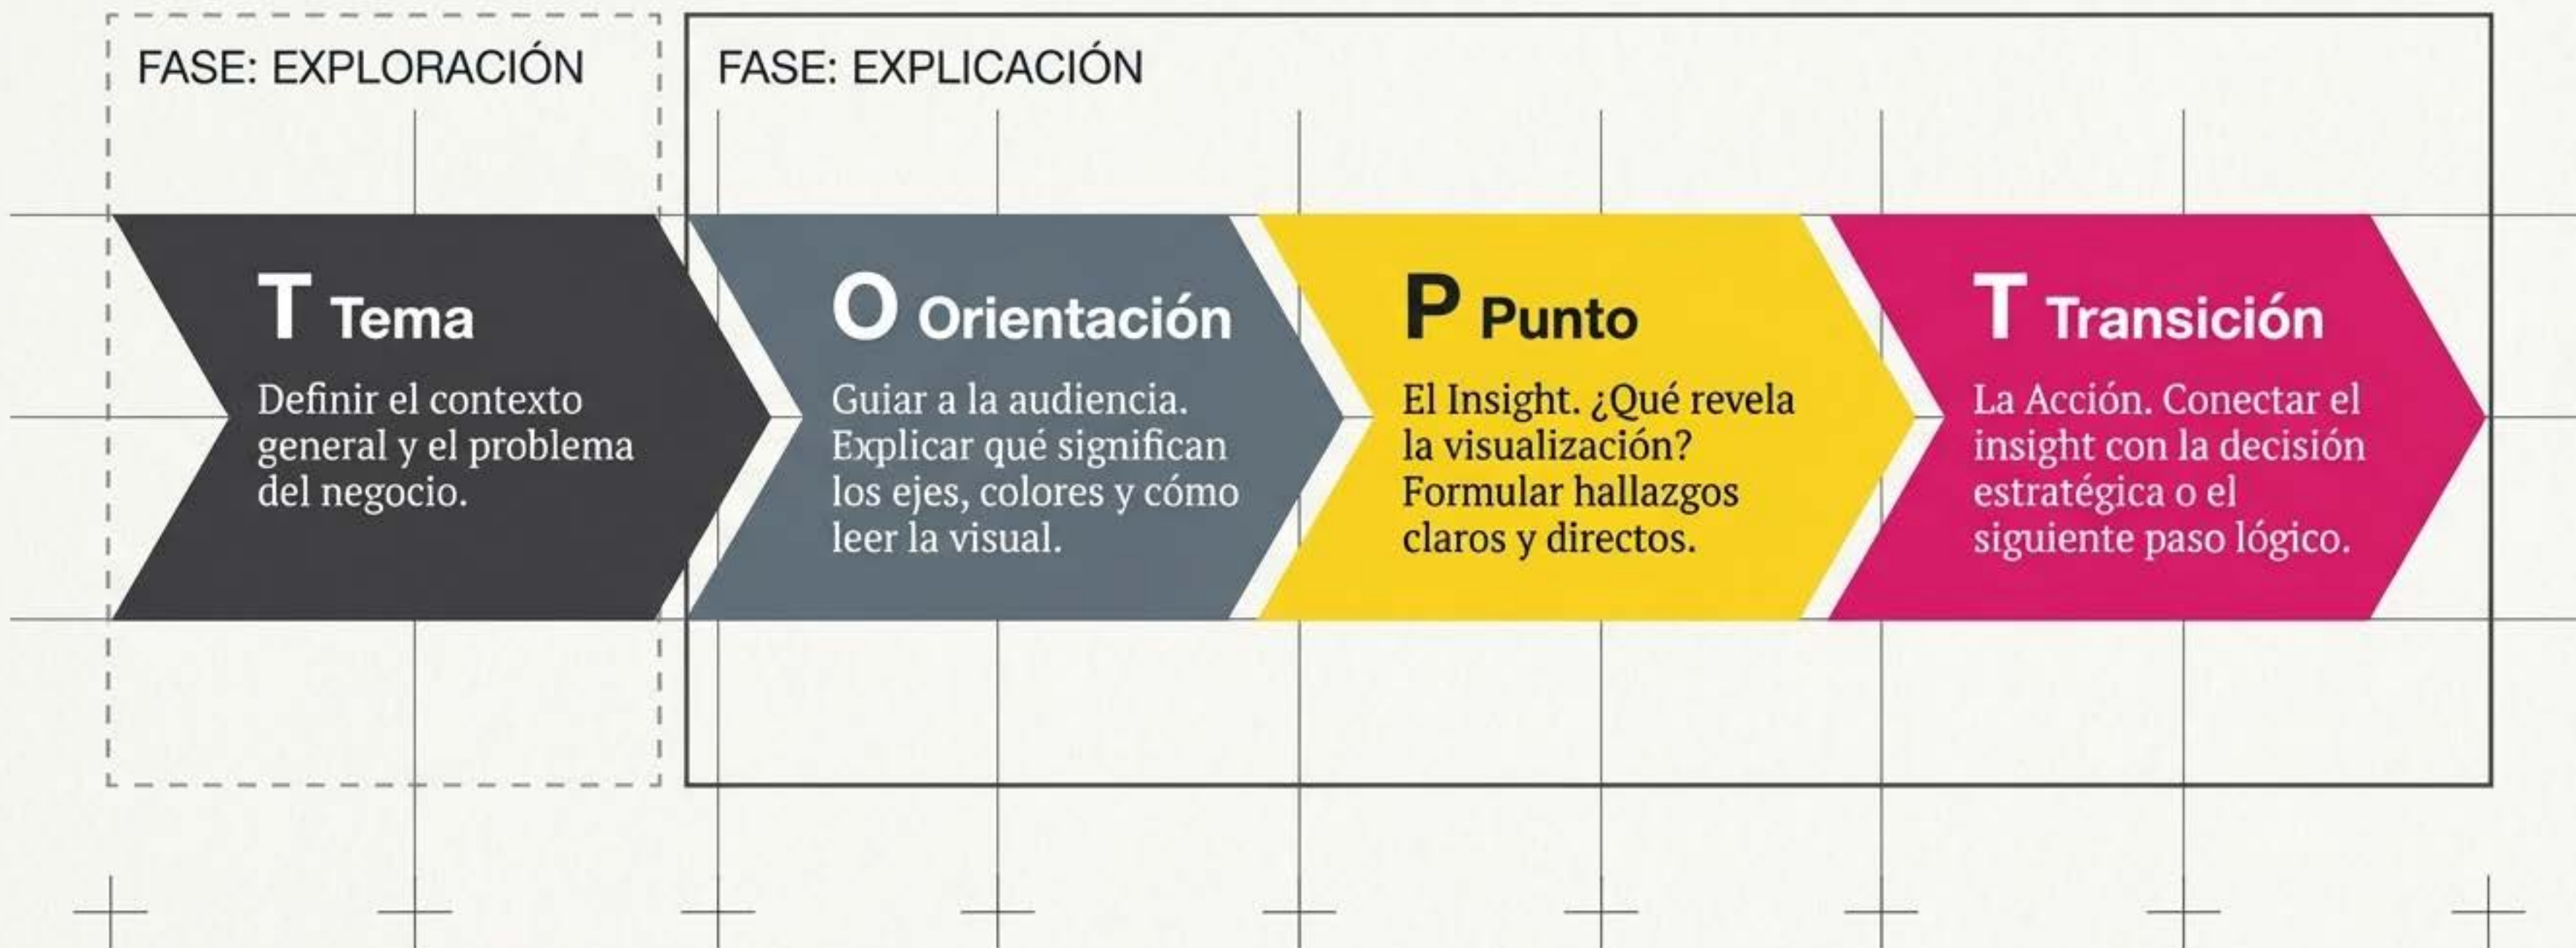 FASE: EXPLORACIÓN
FASE: EXPLICACIÓN
T Tema
Definir el contexto
general y el problema
del negocio.
O Orientación
Guiar a la audiencia.
Explicar qué significan
los ejes, colores y cómo
leer la visual.
P Punto
El Insight. ¿Qué revela
la visualización?
Formular hallazgos
claros y directos.
T Transición
La Acción. Conectar el
insight con la decisión
estratégica o el
siguiente paso lógico.